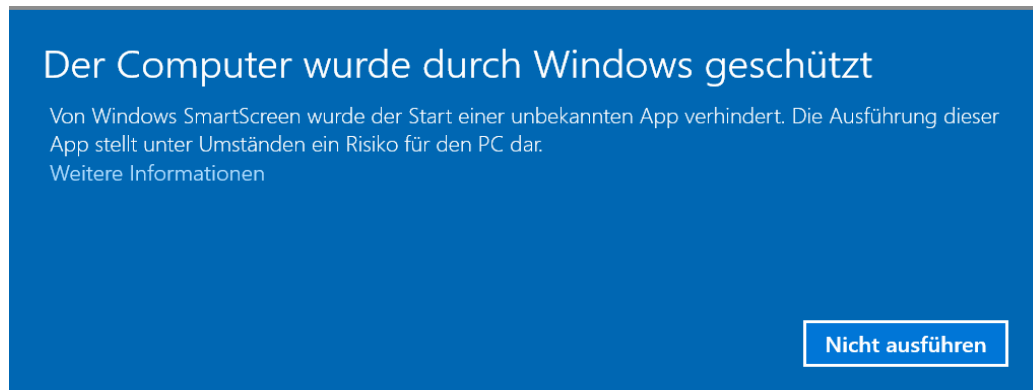 Der Computer wurde durch Windows geschützt
Von Windows SmartScreen wurde der Start einer unbekannten App verhindert. Die Ausführung dieser
App stellt unter Umständen ein Risiko für den PC dar.
Weitere Informationen
Nicht ausführen